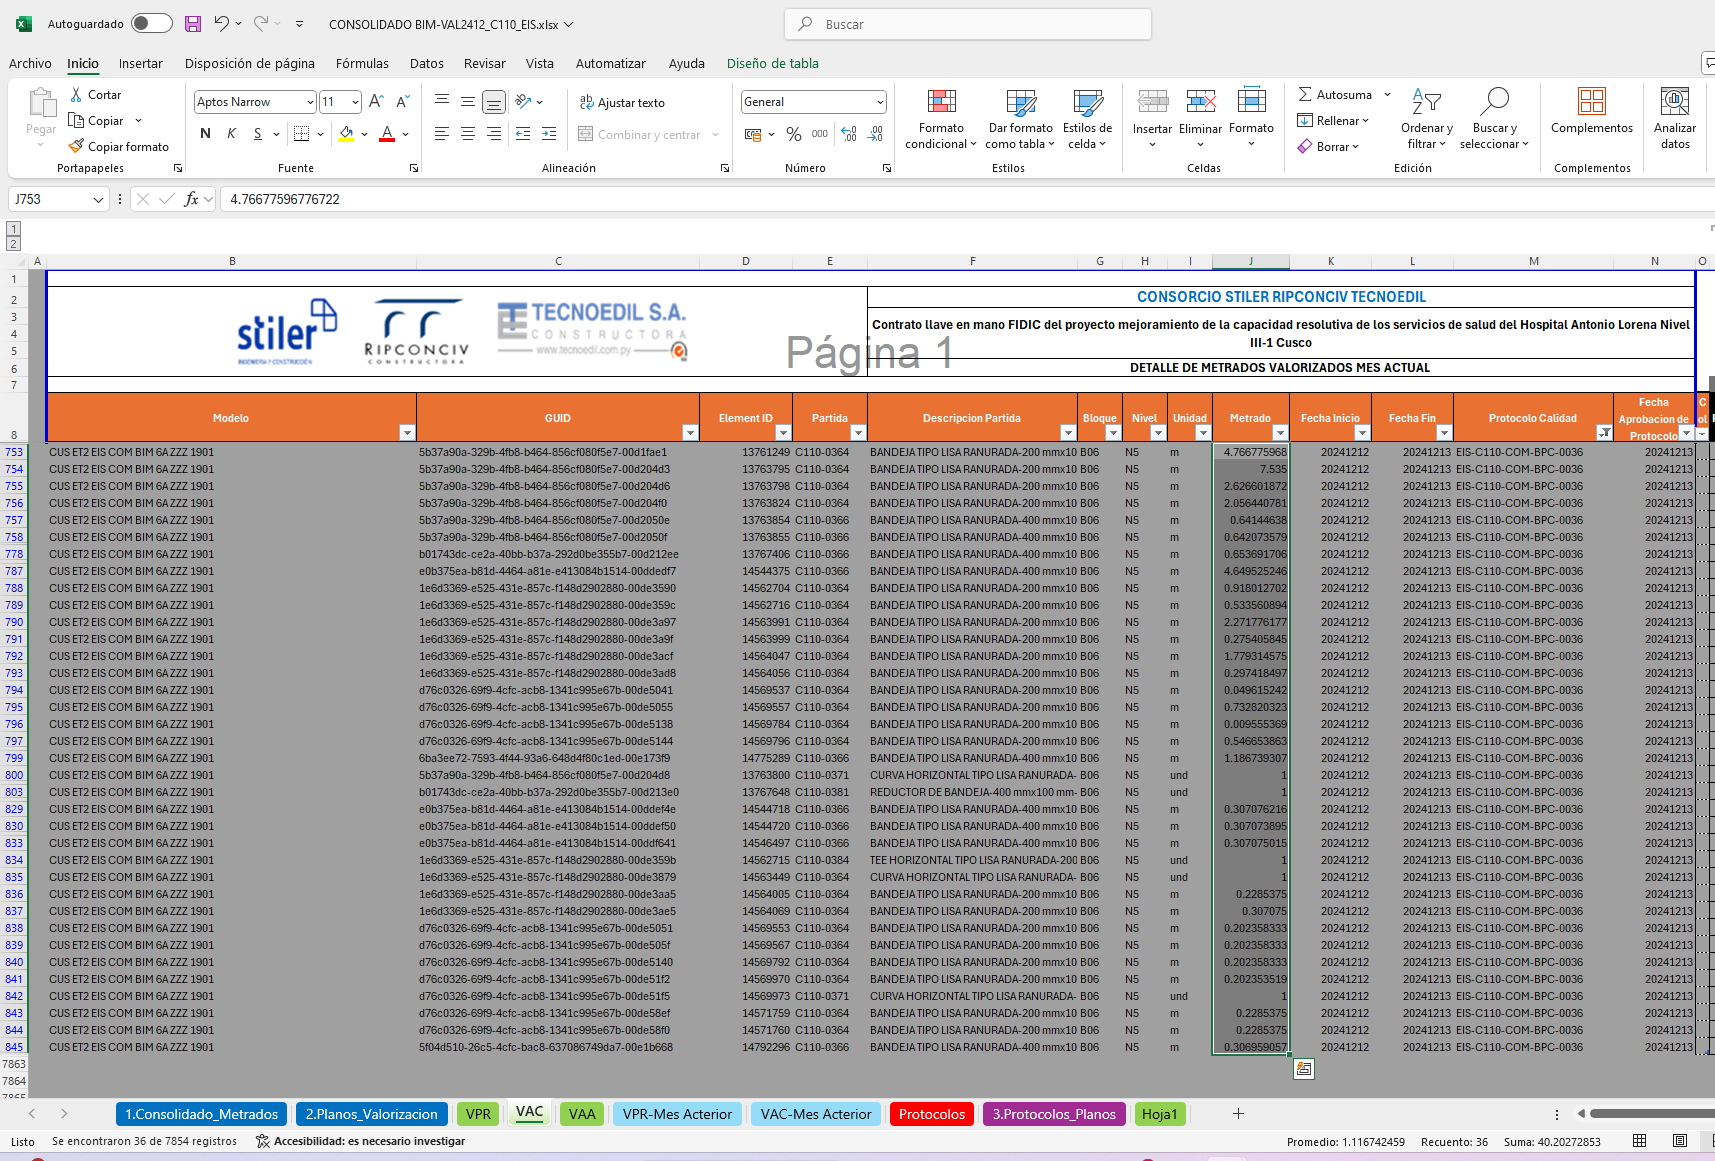 Autoguardado
CONSOLIDADO BIM-VAL2412_C110_EIS.xlsx
Buscar
Archivo Inicio Insertar Disposición de página Fórmulas Datos Revisar Vista Automatizar Ayuda Diseño de tabla
Pegar
Cortar
Copiar
Copiar formato
Portapapeles
Aptos Narrow 11
N K S
Fuente
Ajustar texto
Combinar y centrar
Alineación
General
% 000
Número
Formato condicional
Dar formato como tabla
Estilos de celda
Estilos
Insertar Eliminar Formato
Celdas
Autosuma
Rellenar
Borrar
Ordenar y filtrar
Buscar y seleccionar
Edición
Complementos
Complementos
Analizar datos
J753 fx 4.76677596776722
1
2
A B C D E F G H I J K L M N O
1
2
3
4
5
6
7
8
stiler
INGENIERIA Y CONSTRUCCIÓN
RIPCONCIV
CONSTRUCTORA
TECNOEDIL S.A.
CONSTRUCTORA
www.tecnoedil.com.py
Página 1
CONSORCIO STILER RIPCONCIV TECNOEDIL
Contrato llave en mano FIDIC del proyecto mejoramiento de la capacidad resolutiva de los servicios de salud del Hospital Antonio Lorena Nivel
III-1 Cusco
DETALLE DE METRADOS VALORIZADOS MES ACTUAL
Modelo GUID Element ID Partida Descripcion Partida Bloque Nivel Unidad Metrado Fecha Inicio Fecha Fin Protocolo Calidad Fecha Aprobacion de Protocolo C ol
753 CUS ET2 EIS COM BIM 6A ZZZ 1901 5b37a90a-329b-4fb8-b464-856cf080f5e7-00d1fae1 13761249 C110-0364 BANDEJA TIPO LISA RANURADA-200 mmx10 B06 N5 m 4.766775968 20241212 20241213 EIS-C110-COM-BPC-0036 20241213
754 CUS ET2 EIS COM BIM 6A ZZZ 1901 5b37a90a-329b-4fb8-b464-856cf080f5e7-00d204d3 13763795 C110-0364 BANDEJA TIPO LISA RANURADA-200 mmx10 B06 N5 m 7.535 20241212 20241213 EIS-C110-COM-BPC-0036 20241213
755 CUS ET2 EIS COM BIM 6A ZZZ 1901 5b37a90a-329b-4fb8-b464-856cf080f5e7-00d204d6 13763798 C110-0364 BANDEJA TIPO LISA RANURADA-200 mmx10 B06 N5 m 2.626601872 20241212 20241213 EIS-C110-COM-BPC-0036 20241213
756 CUS ET2 EIS COM BIM 6A ZZZ 1901 5b37a90a-329b-4fb8-b464-856cf080f5e7-00d204f0 13763824 C110-0364 BANDEJA TIPO LISA RANURADA-200 mmx10 B06 N5 m 2.056440781 20241212 20241213 EIS-C110-COM-BPC-0036 20241213
757 CUS ET2 EIS COM BIM 6A ZZZ 1901 5b37a90a-329b-4fb8-b464-856cf080f5e7-00d2050e 13763854 C110-0366 BANDEJA TIPO LISA RANURADA-400 mmx10 B06 N5 m 0.64144638 20241212 20241213 EIS-C110-COM-BPC-0036 20241213
758 CUS ET2 EIS COM BIM 6A ZZZ 1901 5b37a90a-329b-4fb8-b464-856cf080f5e7-00d2050f 13763855 C110-0366 BANDEJA TIPO LISA RANURADA-400 mmx10 B06 N5 m 0.642073579 20241212 20241213 EIS-C110-COM-BPC-0036 20241213
778 CUS ET2 EIS COM BIM 6A ZZZ 1901 b01743dc-ce2a-40bb-b37a-292d0be355b7-00d212ee 13767406 C110-0366 BANDEJA TIPO LISA RANURADA-400 mmx10 B06 N5 m 0.653691706 20241212 20241213 EIS-C110-COM-BPC-0036 20241213
787 CUS ET2 EIS COM BIM 6A ZZZ 1901 e0b375ea-b81d-4464-a81e-e413084b1514-00ddedf7 14544375 C110-0366 BANDEJA TIPO LISA RANURADA-400 mmx10 B06 N5 m 4.649525246 20241212 20241213 EIS-C110-COM-BPC-0036 20241213
788 CUS ET2 EIS COM BIM 6A ZZZ 1901 1e6d3369-e525-431e-857c-f148d2902880-00de3590 14562704 C110-0364 BANDEJA TIPO LISA RANURADA-200 mmx10 B06 N5 m 0.918012702 20241212 20241213 EIS-C110-COM-BPC-0036 20241213
789 CUS ET2 EIS COM BIM 6A ZZZ 1901 1e6d3369-e525-431e-857c-f148d2902880-00de359c 14562716 C110-0364 BANDEJA TIPO LISA RANURADA-200 mmx10 B06 N5 m 0.533560894 20241212 20241213 EIS-C110-COM-BPC-0036 20241213
790 CUS ET2 EIS COM BIM 6A ZZZ 1901 1e6d3369-e525-431e-857c-f148d2902880-00de3a97 14563991 C110-0364 BANDEJA TIPO LISA RANURADA-200 mmx10 B06 N5 m 2.271776177 20241212 20241213 EIS-C110-COM-BPC-0036 20241213
791 CUS ET2 EIS COM BIM 6A ZZZ 1901 1e6d3369-e525-431e-857c-f148d2902880-00de3a9f 14563999 C110-0364 BANDEJA TIPO LISA RANURADA-200 mmx10 B06 N5 m 0.275405845 20241212 20241213 EIS-C110-COM-BPC-0036 20241213
792 CUS ET2 EIS COM BIM 6A ZZZ 1901 1e6d3369-e525-431e-857c-f148d2902880-00de3acf 14564047 C110-0364 BANDEJA TIPO LISA RANURADA-200 mmx10 B06 N5 m 1.779314575 20241212 20241213 EIS-C110-COM-BPC-0036 20241213
793 CUS ET2 EIS COM BIM 6A ZZZ 1901 1e6d3369-e525-431e-857c-f148d2902880-00de3ad8 14564056 C110-0364 BANDEJA TIPO LISA RANURADA-200 mmx10 B06 N5 m 0.297418497 20241212 20241213 EIS-C110-COM-BPC-0036 20241213
794 CUS ET2 EIS COM BIM 6A ZZZ 1901 d76c0326-69f9-4cfc-acb8-1341c995e67b-00de5041 14569537 C110-0364 BANDEJA TIPO LISA RANURADA-200 mmx10 B06 N5 m 0.049615242 20241212 20241213 EIS-C110-COM-BPC-0036 20241213
795 CUS ET2 EIS COM BIM 6A ZZZ 1901 d76c0326-69f9-4cfc-acb8-1341c995e67b-00de5055 14569557 C110-0364 BANDEJA TIPO LISA RANURADA-200 mmx10 B06 N5 m 0.732820323 20241212 20241213 EIS-C110-COM-BPC-0036 20241213
796 CUS ET2 EIS COM BIM 6A ZZZ 1901 d76c0326-69f9-4cfc-acb8-1341c995e67b-00de5138 14569784 C110-0364 BANDEJA TIPO LISA RANURADA-200 mmx10 B06 N5 m 0.009555369 20241212 20241213 EIS-C110-COM-BPC-0036 20241213
797 CUS ET2 EIS COM BIM 6A ZZZ 1901 d76c0326-69f9-4cfc-acb8-1341c995e67b-00de5144 14569796 C110-0364 BANDEJA TIPO LISA RANURADA-200 mmx10 B06 N5 m 0.546653863 20241212 20241213 EIS-C110-COM-BPC-0036 20241213
799 CUS ET2 EIS COM BIM 6A ZZZ 1901 6ba3ee72-7593-4f44-93a6-648d4f80c1ed-00e173f9 14775289 C110-0366 BANDEJA TIPO LISA RANURADA-400 mmx10 B06 N5 m 1.186739307 20241212 20241213 EIS-C110-COM-BPC-0036 20241213
800 CUS ET2 EIS COM BIM 6A ZZZ 1901 5b37a90a-329b-4fb8-b464-856cf080f5e7-00d204d8 13763800 C110-0371 CURVA HORIZONTAL TIPO LISA RANURADA- B06 N5 und 1 20241212 20241213 EIS-C110-COM-BPC-0036 20241213
803 CUS ET2 EIS COM BIM 6A ZZZ 1901 b01743dc-ce2a-40bb-b37a-292d0be355b7-00d213e0 13767648 C110-0381 REDUCTOR DE BANDEJA-400 mmx100 mm- B06 N5 und 1 20241212 20241213 EIS-C110-COM-BPC-0036 20241213
829 CUS ET2 EIS COM BIM 6A ZZZ 1901 e0b375ea-b81d-4464-a81e-e413084b1514-00ddef4e 14544718 C110-0366 BANDEJA TIPO LISA RANURADA-400 mmx10 B06 N5 m 0.307076216 20241212 20241213 EIS-C110-COM-BPC-0036 20241213
830 CUS ET2 EIS COM BIM 6A ZZZ 1901 e0b375ea-b81d-4464-a81e-e413084b1514-00ddef50 14544720 C110-0366 BANDEJA TIPO LISA RANURADA-400 mmx10 B06 N5 m 0.307073895 20241212 20241213 EIS-C110-COM-BPC-0036 20241213
833 CUS ET2 EIS COM BIM 6A ZZZ 1901 e0b375ea-b81d-4464-a81e-e413084b1514-00ddf641 14546497 C110-0366 BANDEJA TIPO LISA RANURADA-400 mmx10 B06 N5 m 0.307075015 20241212 20241213 EIS-C110-COM-BPC-0036 20241213
834 CUS ET2 EIS COM BIM 6A ZZZ 1901 1e6d3369-e525-431e-857c-f148d2902880-00de359b 14562715 C110-0384 TEE HORIZONTAL TIPO LISA RANURADA-200 B06 N5 und 1 20241212 20241213 EIS-C110-COM-BPC-0036 20241213
835 CUS ET2 EIS COM BIM 6A ZZZ 1901 1e6d3369-e525-431e-857c-f148d2902880-00de3879 14563449 C110-0364 CURVA HORIZONTAL TIPO LISA RANURADA- B06 N5 und 1 20241212 20241213 EIS-C110-COM-BPC-0036 20241213
836 CUS ET2 EIS COM BIM 6A ZZZ 1901 1e6d3369-e525-431e-857c-f148d2902880-00de3aa5 14564005 C110-0364 BANDEJA TIPO LISA RANURADA-200 mmx10 B06 N5 m 0.2285375 20241212 20241213 EIS-C110-COM-BPC-0036 20241213
837 CUS ET2 EIS COM BIM 6A ZZZ 1901 1e6d3369-e525-431e-857c-f148d2902880-00de3ae5 14564069 C110-0364 BANDEJA TIPO LISA RANURADA-200 mmx10 B06 N5 m 0.307075 20241212 20241213 EIS-C110-COM-BPC-0036 20241213
838 CUS ET2 EIS COM BIM 6A ZZZ 1901 d76c0326-69f9-4cfc-acb8-1341c995e67b-00de5051 14569553 C110-0364 BANDEJA TIPO LISA RANURADA-200 mmx10 B06 N5 m 0.202358333 20241212 20241213 EIS-C110-COM-BPC-0036 20241213
839 CUS ET2 EIS COM BIM 6A ZZZ 1901 d76c0326-69f9-4cfc-acb8-1341c995e67b-00de505f 14569567 C110-0364 BANDEJA TIPO LISA RANURADA-200 mmx10 B06 N5 m 0.202358333 20241212 20241213 EIS-C110-COM-BPC-0036 20241213
840 CUS ET2 EIS COM BIM 6A ZZZ 1901 d76c0326-69f9-4cfc-acb8-1341c995e67b-00de5140 14569792 C110-0364 BANDEJA TIPO LISA RANURADA-200 mmx10 B06 N5 m 0.202358333 20241212 20241213 EIS-C110-COM-BPC-0036 20241213
841 CUS ET2 EIS COM BIM 6A ZZZ 1901 d76c0326-69f9-4cfc-acb8-1341c995e67b-00de51f2 14569970 C110-0364 BANDEJA TIPO LISA RANURADA-200 mmx10 B06 N5 m 0.202353519 20241212 20241213 EIS-C110-COM-BPC-0036 20241213
842 CUS ET2 EIS COM BIM 6A ZZZ 1901 d76c0326-69f9-4cfc-acb8-1341c995e67b-00de51f5 14569973 C110-0371 CURVA HORIZONTAL TIPO LISA RANURADA- B06 N5 und 1 20241212 20241213 EIS-C110-COM-BPC-0036 20241213
843 CUS ET2 EIS COM BIM 6A ZZZ 1901 d76c0326-69f9-4cfc-acb8-1341c995e67b-00de58ef 14571759 C110-0364 BANDEJA TIPO LISA RANURADA-200 mmx10 B06 N5 m 0.2285375 20241212 20241213 EIS-C110-COM-BPC-0036 20241213
844 CUS ET2 EIS COM BIM 6A ZZZ 1901 d76c0326-69f9-4cfc-acb8-1341c995e67b-00de58f0 14571760 C110-0364 BANDEJA TIPO LISA RANURADA-200 mmx10 B06 N5 m 0.2285375 20241212 20241213 EIS-C110-COM-BPC-0036 20241213
845 CUS ET2 EIS COM BIM 6A ZZZ 1901 5f04d510-26c5-4cfc-bac8-637086749da7-00e1b668 14792296 C110-0366 BANDEJA TIPO LISA RANURADA-400 mmx10 B06 N5 m 0.306959057 20241212 20241213 EIS-C110-COM-BPC-0036 20241213
7863
7864
7865
1.Consolidado_Metrados 2.Planos_Valorizacion VPR VAC VAA VPR-Mes Acterior VAC-Mes Acterior Protocolos 3.Protocolos_Planos Hoja1
Listo Se encontraron 36 de 7854 registros Accesibilidad: es necesario investigar Promedio: 1.116742459 Recuento: 36 Suma: 40.20272853